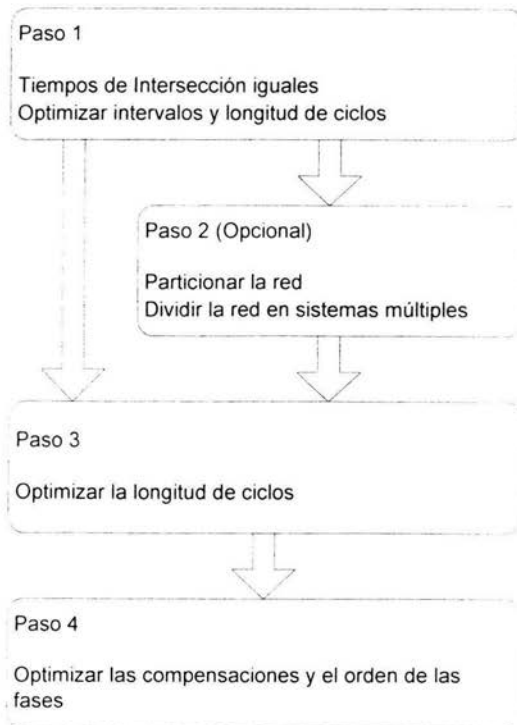 Paso 1
Tiempos de Intersección iguales
Optimizar intervalos y longitud de ciclos
Paso 2 (Opcional)
Particionar la red
Dividir la red en sistemas múltiples
Paso 3
Optimizar la longitud de ciclos
Paso 4
Optimizar las compensaciones y el orden de las
fases